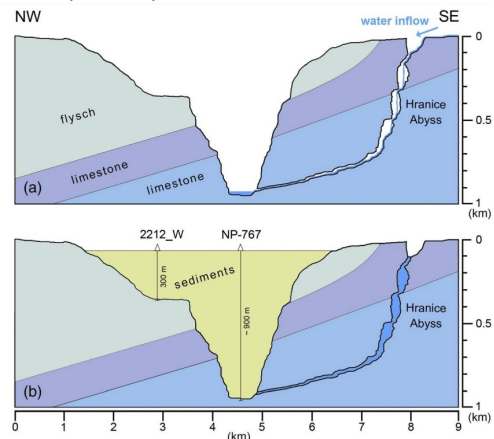 NW
SE
water inflow
0
flysch
Hranice
Abyss
0.5
limestone
limestone
(a)
1
(km)
2212_W
NP-767
0
sediments
300 m
~ 900 m
Hranice
Abyss
0.5
(b)
1
0 1 2 3 4 5 6 7 8 9
(km)
(km)